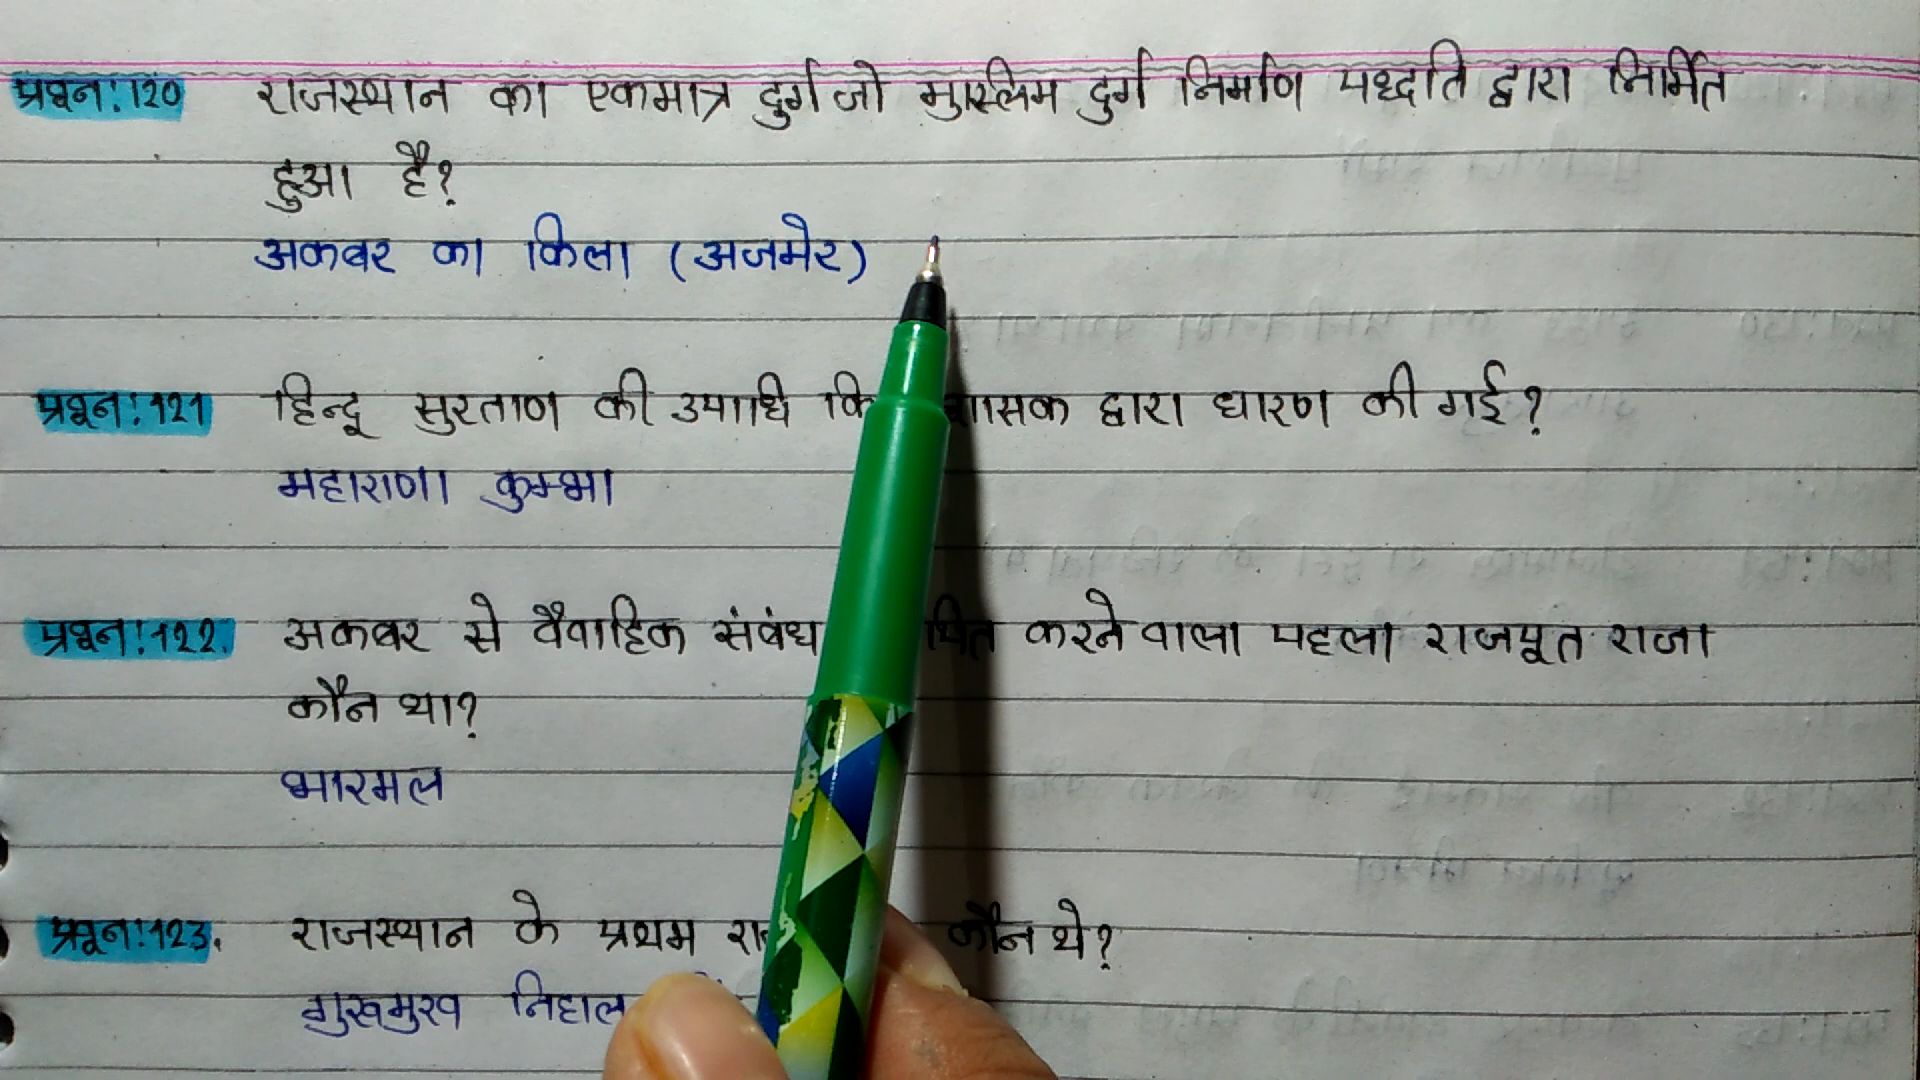 प्रश्न:120 राजस्थान का एकमात्र दुर्ग जो मुस्लिम दुर्ग निर्माण पध्दति द्वारा निर्मित
हुआ है?
अकबर का किला (अजमेर)
प्रश्न:121 हिन्दू सुरताण की उपाधि द्वारा धारण की गई?
महाराणा कुम्भा
प्रश्न:122. अकबर से वैवाहिक संबंध करने वाला पहला राजपूत राजा
कौन था?
भारमल
प्रश्न:123. राजस्थान के प्रथम कौन थे?
गुरूमुख निहाल